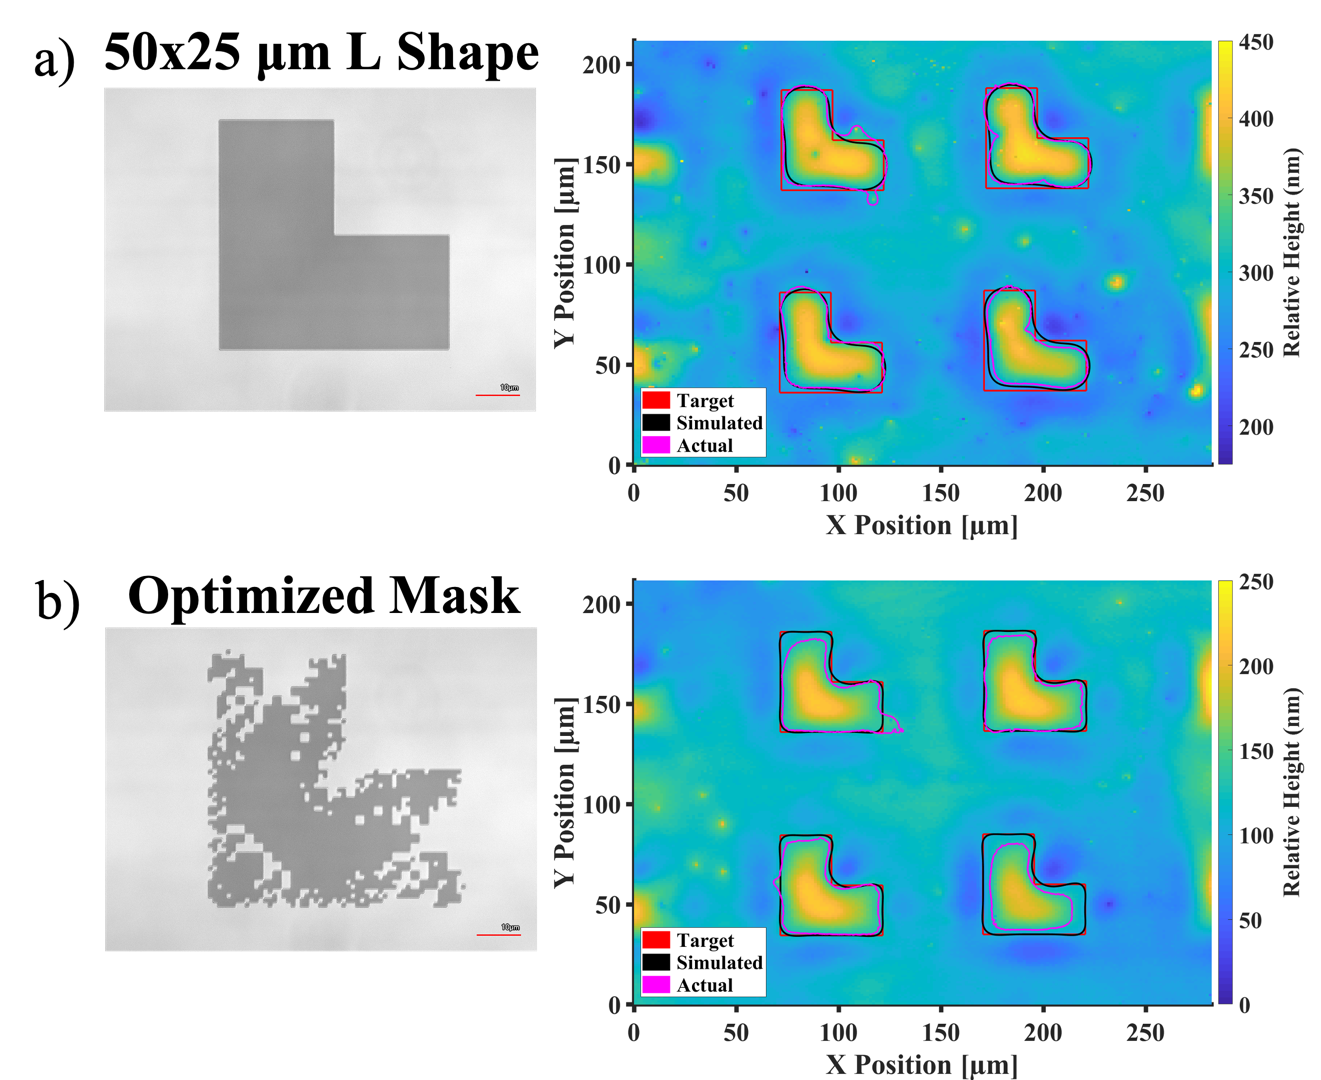 a)
50x25 μm L Shape
10μm
200
150
100
50
0
Y Position [μm]
0
50
100
150
200
250
X Position [μm]
Target
Simulated
Actual
450
400
350
300
250
200
Relative Height (nm)
b)
Optimized Mask
10μm
200
150
100
50
0
Y Position [μm]
0
50
100
150
200
250
X Position [μm]
Target
Simulated
Actual
250
200
150
100
50
0
Relative Height (nm)